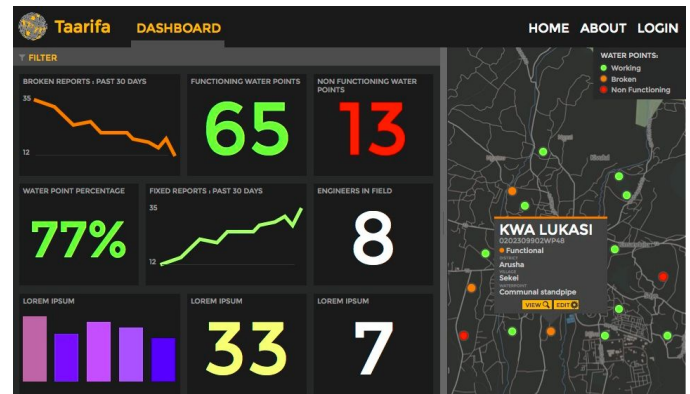 Taarifa
DASHBOARD
HOME ABOUT LOGIN
FILTER
BROKEN REPORTS : PAST 30 DAYS
35
12
FUNCTIONING WATER POINTS
65
NON FUNCTIONING WATER
POINTS
13
WATER POINT PERCENTAGE
77%
FIXED REPORTS : PAST 30 DAYS
35
12
ENGINEERS IN FIELD
8
LOREM IPSUM
LOREM IPSUM
33
LOREM IPSUM
7
WATER POINTS:
Working
Broken
Non Functioning
KWA LUKASI
0202309902WP48
Functional
DISTRICT
Arusha
VILLAGE
Sekei
WATERPOINT
Communal standpipe
VIEW
EDIT